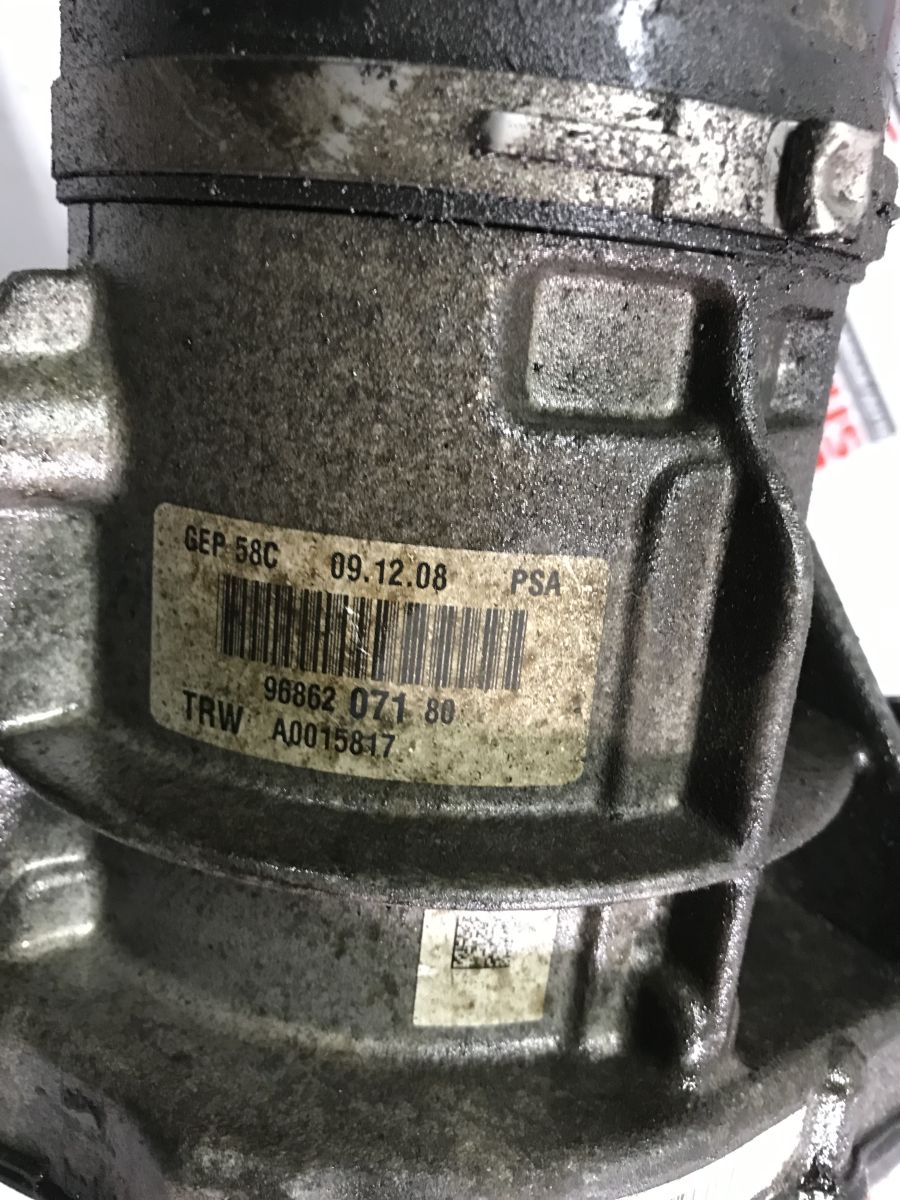 GEP 58C 09.12.08 PSA
96862 071 80
TRW A0015817